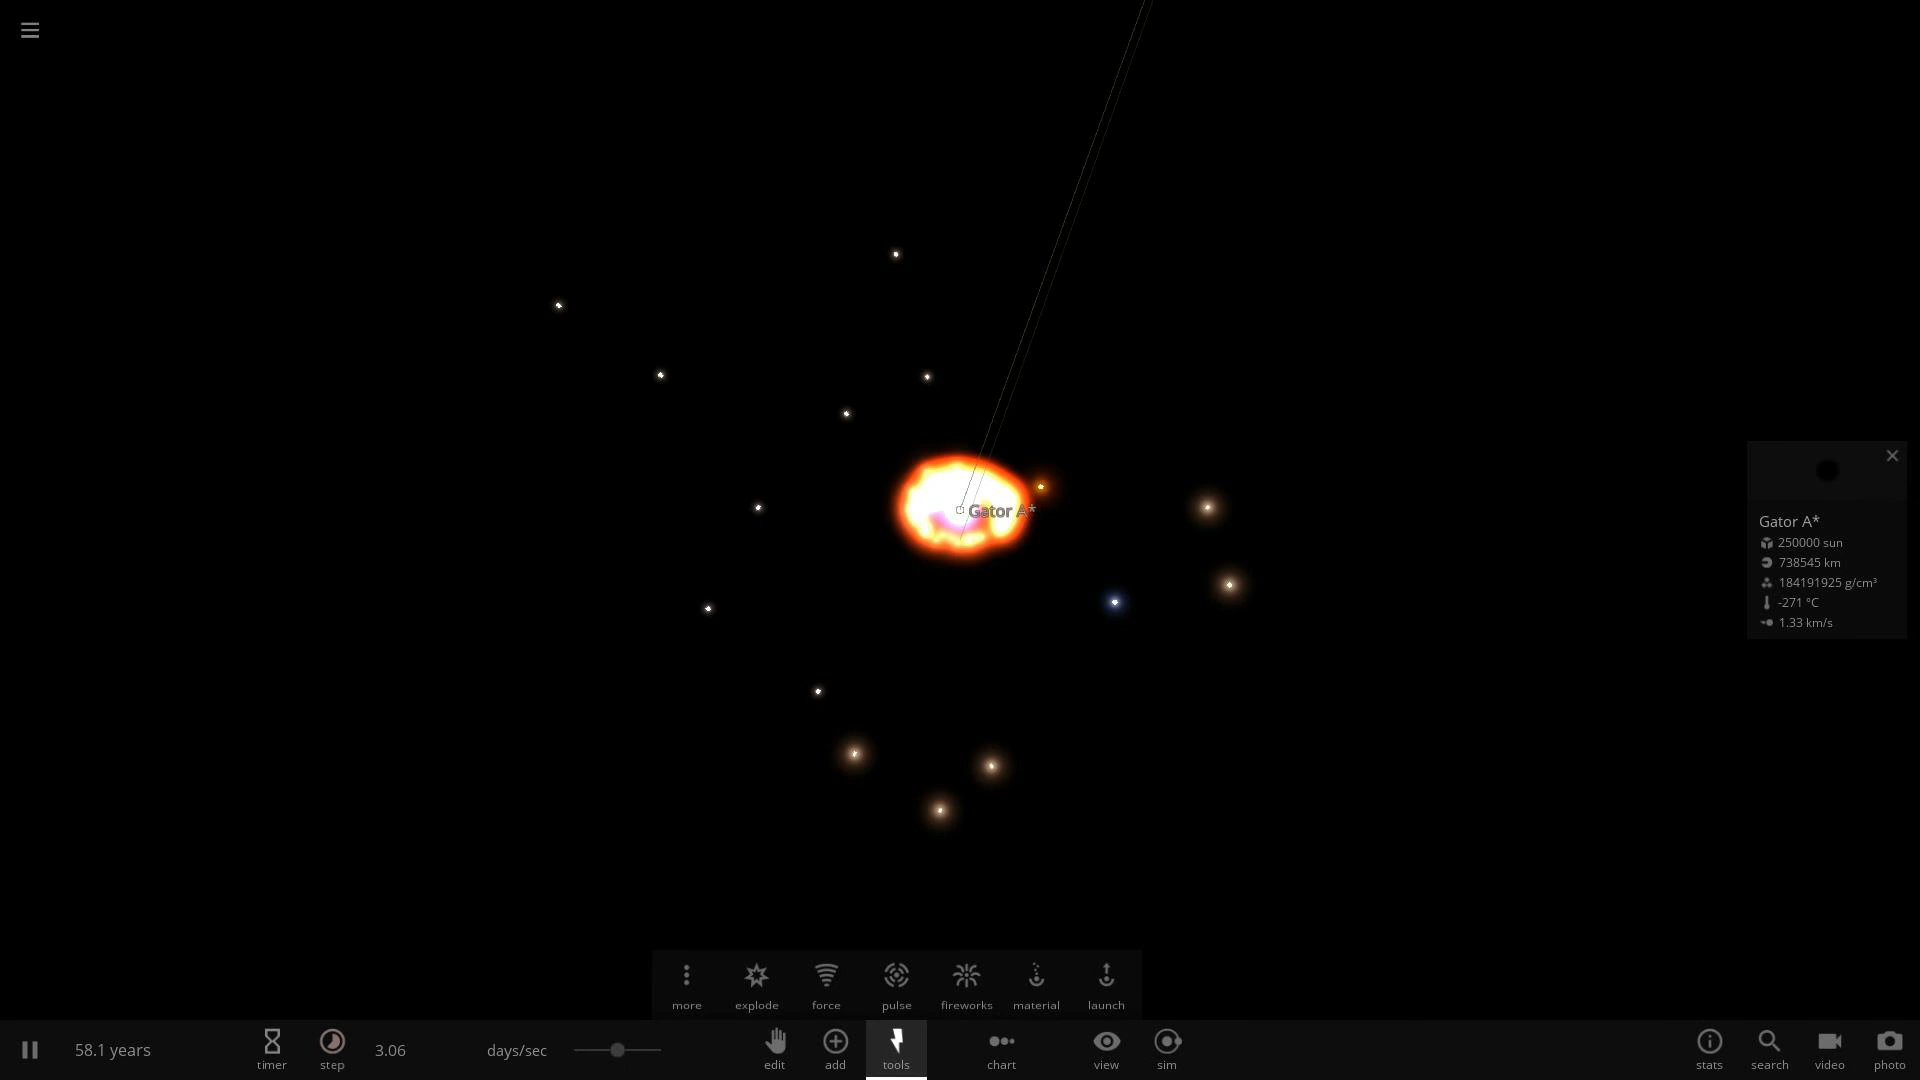 Gator A*
Gator A*
250000 sun
738545 km
184191925 g/cm³
-271 °C
1.33 km/s
more explode force pulse fireworks material launch
58.1 years timer step 3.06 days/sec edit add tools chart view sim stats search video photo